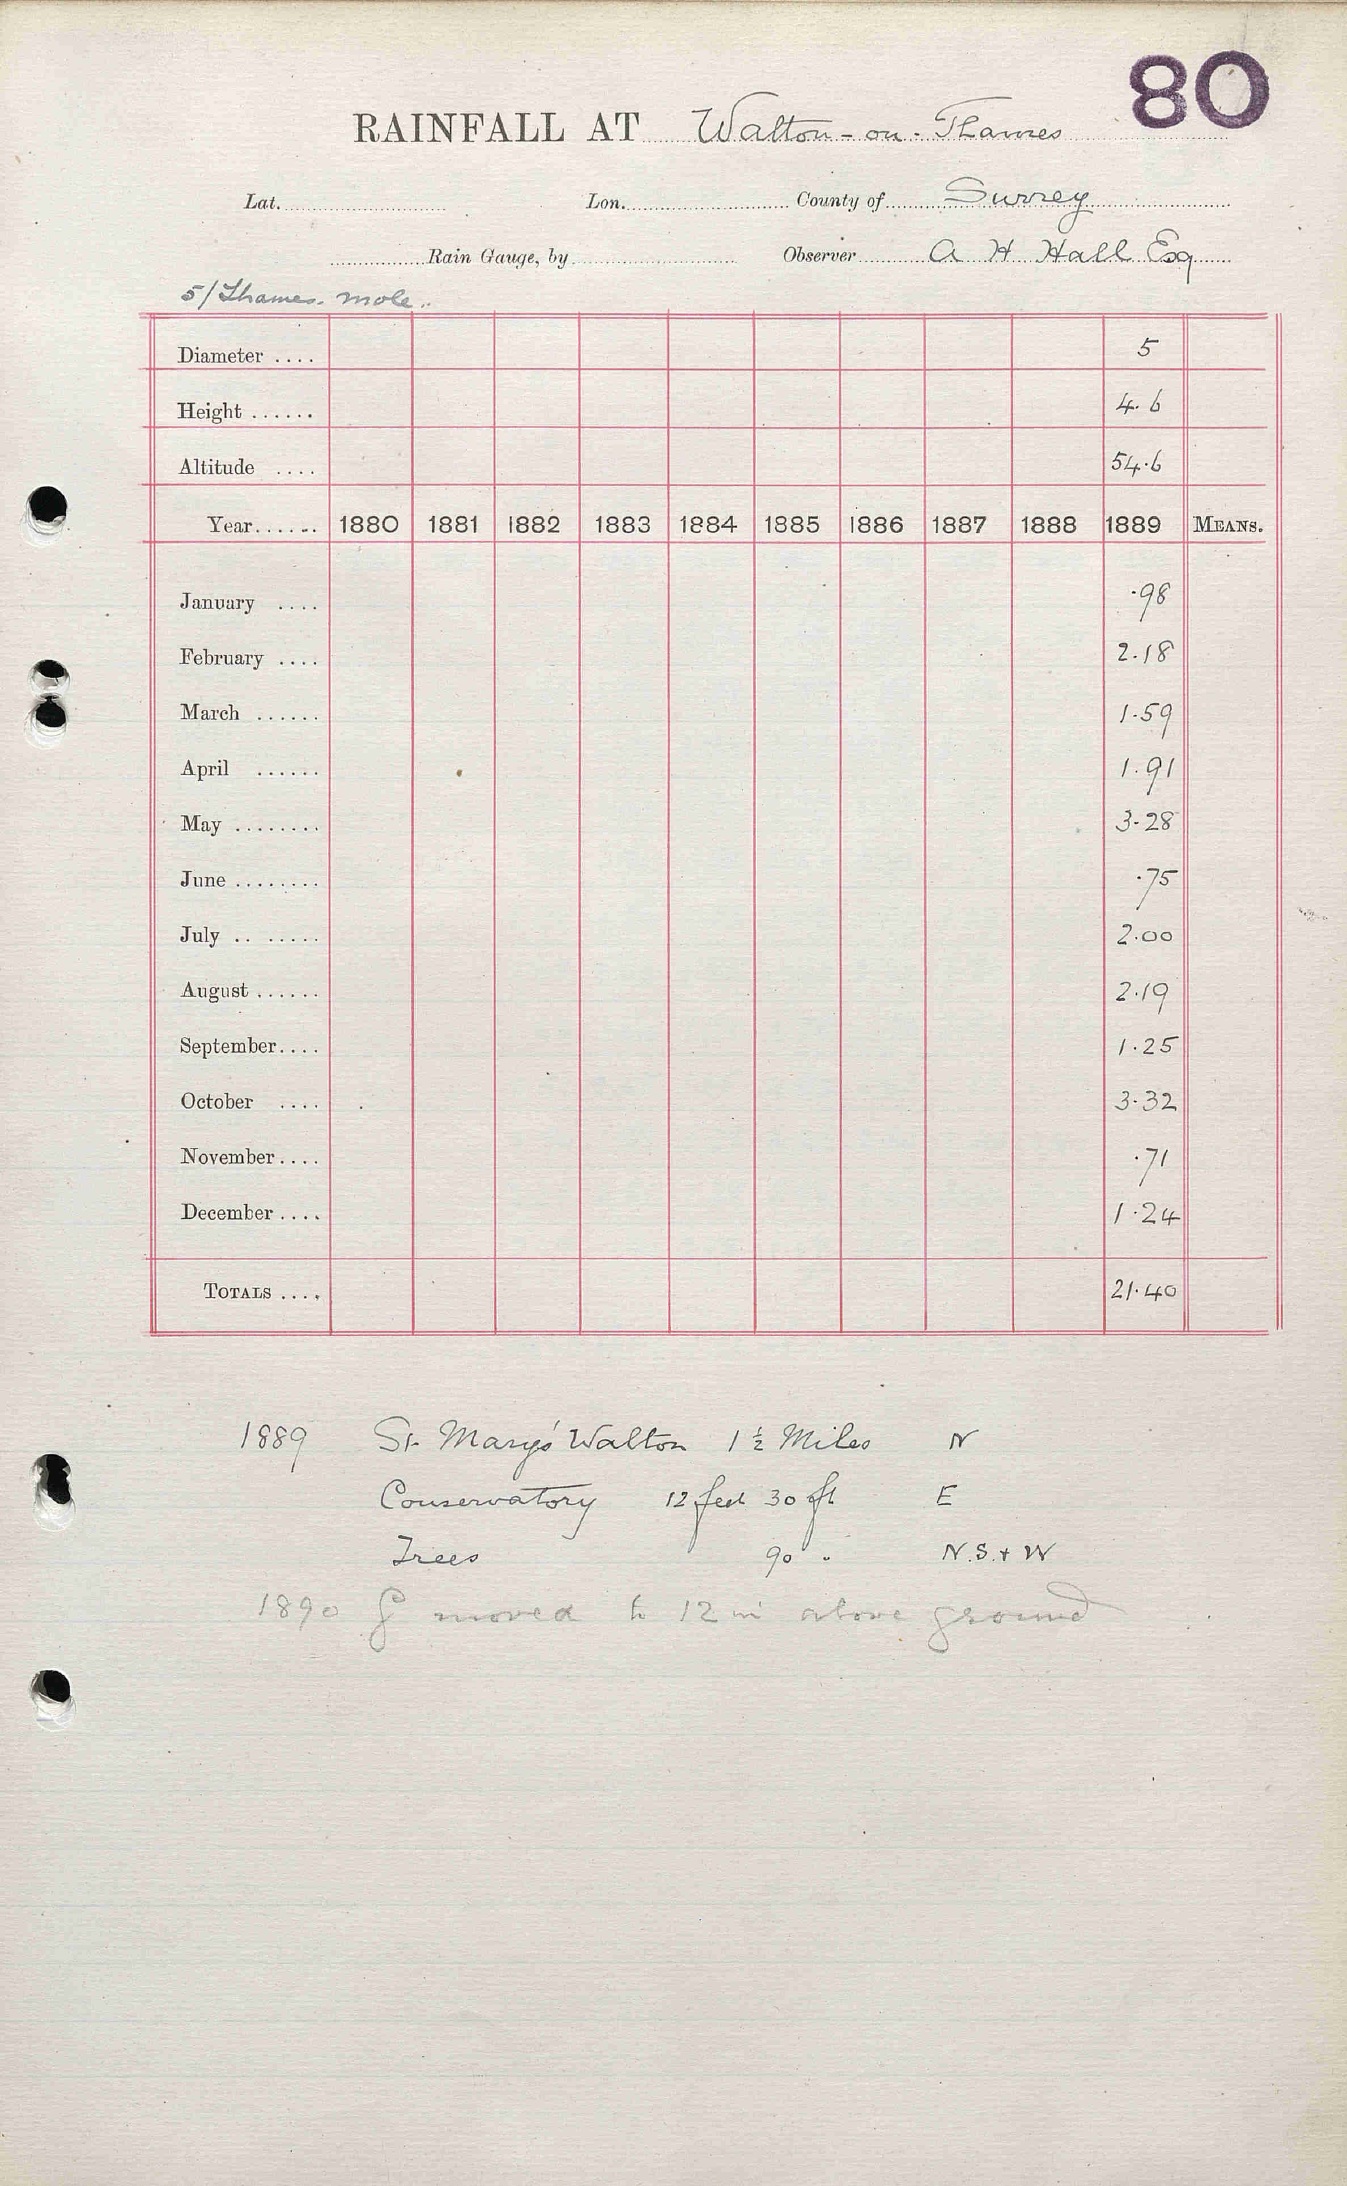 80
RAINFALL AT Walton-on-Thames
Lat. Lon. County of Surrey
Rain Gauge, by Observer A H Hall Esq
5/Thames. Mole.
Diameter .... 5
Height ...... 4.6
Altitude .... 54.6
Year...... 1880 1881 1882 1883 1884 1885 1886 1887 1888 1889 MEANS.
January .... .98
February .... 2.18
March ...... 1.59
April ...... 1.91
May ........ 3.28
June ........ .75
July .. ...... 2.00
August ...... 2.19
September.... 1.25
October .... 3.32
November.... .71
December .... 1.24
TOTALS .... 21.40
1889 St Mary's Walton 1½ Miles N
Conservatory 12 feet 30 ft E
Trees 90 " N.S.+ W
1890 G moved to 12 in above ground